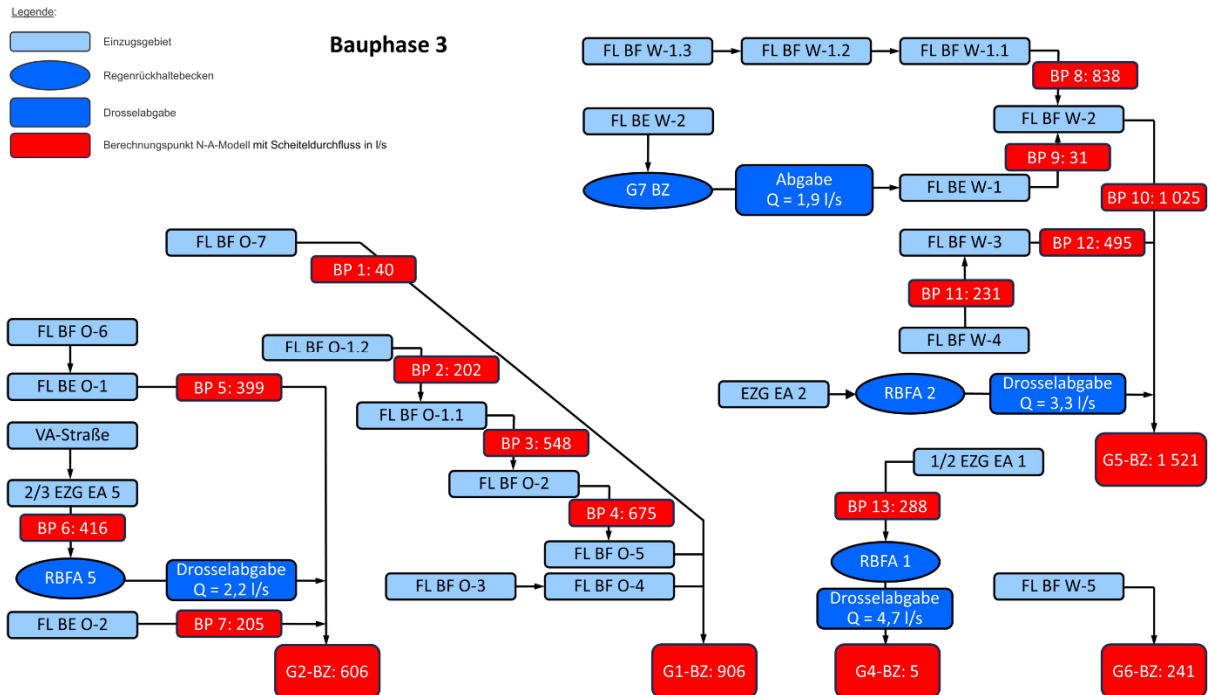 Legende:
Einzugsgebiet
Regenrückhaltebecken
Drosselabgabe
Berechnungspunkt N-A-Modell mit Scheiteldurchfluss in l/s
Bauphase 3
FL BF W-1.3
FL BF W-1.2
FL BF W-1.1
BP 8: 838
FL BE W-2
FL BF W-2
BP 9: 31
G7 BZ
Abgabe
Q = 1,9 l/s
FL BE W-1
BP 10: 1 025
FL BF O-7
FL BF W-3
BP 12: 495
BP 1: 40
BP 11: 231
FL BF O-6
FL BF O-1.2
FL BF W-4
BP 2: 202
FL BE O-1
BP 5: 399
EZG EA 2
RBFA 2
Drosselabgabe
Q = 3,3 l/s
FL BF O-1.1
VA-Straße
BP 3: 548
G5-BZ: 1 521
1/2 EZG EA 1
2/3 EZG EA 5
FL BF O-2
BP 13: 288
BP 6: 416
BP 4: 675
FL BF O-5
RBFA 1
RBFA 5
Drosselabgabe
Q = 2,2 l/s
FL BF O-3
FL BF O-4
FL BF W-5
Drosselabgabe
Q = 4,7 l/s
FL BE O-2
BP 7: 205
G2-BZ: 606
G1-BZ: 906
G4-BZ: 5
G6-BZ: 241